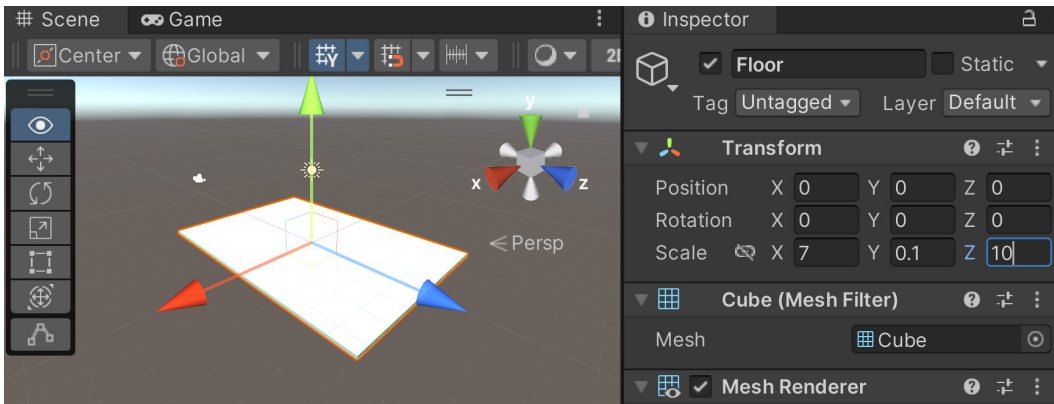 Scene Game
Center Global 2D
y
x z
Persp
Inspector
Floor Static
Tag Untagged Layer Default
Transform
Position X 0 Y 0 Z 0
Rotation X 0 Y 0 Z 0
Scale X 7 Y 0.1 Z 10
Cube (Mesh Filter)
Mesh Cube
Mesh Renderer